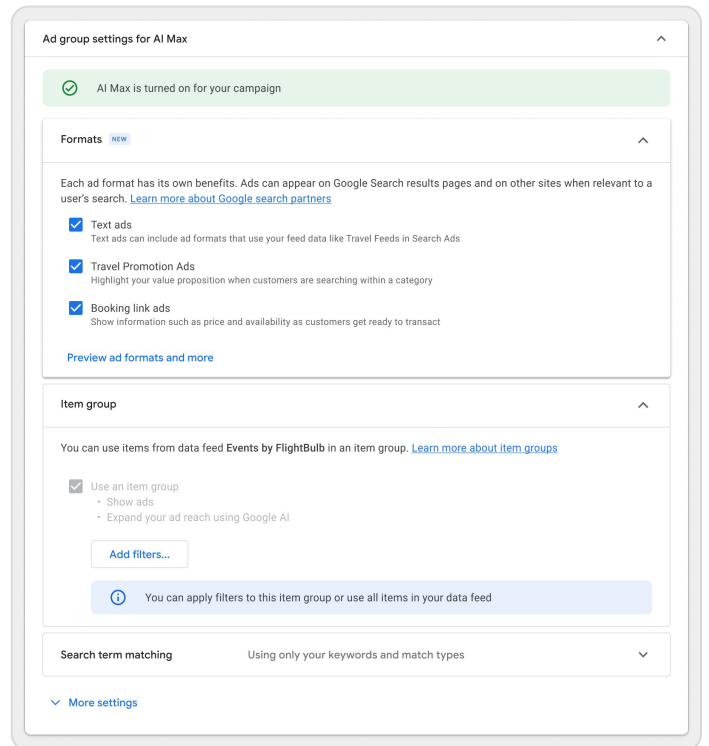 Ad group settings for AI Max
AI Max is turned on for your campaign
Formats NEW
Each ad format has its own benefits. Ads can appear on Google Search results pages and on other sites when relevant to a
user's search. Learn more about Google search partners
Text ads
Text ads can include ad formats that use your feed data like Travel Feeds in Search Ads
Travel Promotion Ads
Highlight your value proposition when customers are searching within a category
Booking link ads
Show information such as price and availability as customers get ready to transact
Preview ad formats and more
Item group
You can use items from data feed Events by FlightBulb in an item group. Learn more about item groups
Use an item group
• Show ads
• Expand your ad reach using Google AI
Add filters...
You can apply filters to this item group or use all items in your data feed
Search term matching Using only your keywords and match types
More settings